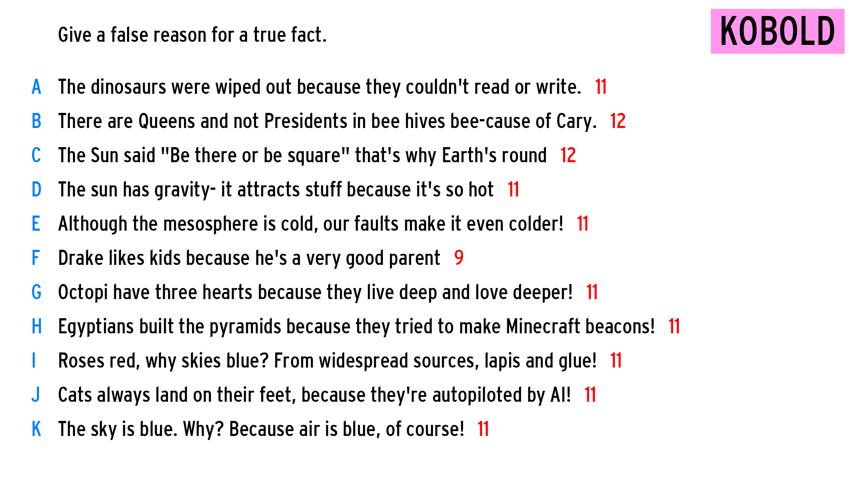 Give a false reason for a true fact.
KOBOLD
A The dinosaurs were wiped out because they couldn't read or write. 11
B There are Queens and not Presidents in bee hives bee-cause of Cary. 12
C The Sun said "Be there or be square" that's why Earth's round 12
D The sun has gravity- it attracts stuff because it's so hot 11
E Although the mesosphere is cold, our faults make it even colder! 11
F Drake likes kids because he's a very good parent 9
G Octopi have three hearts because they live deep and love deeper! 11
H Egyptians built the pyramids because they tried to make Minecraft beacons! 11
I Roses red, why skies blue? From widespread sources, lapis and glue! 11
J Cats always land on their feet, because they're autopiloted by AI! 11
K The sky is blue. Why? Because air is blue, of course! 11